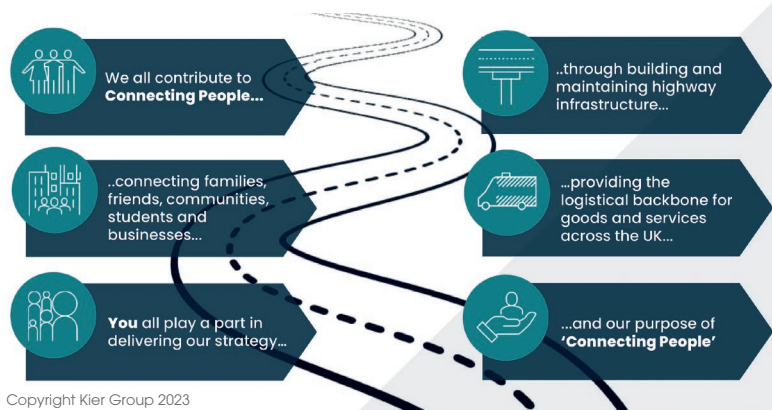 We all contribute to
Connecting People...
..through building and
maintaining highway
infrastructure...
..connecting families,
friends, communities,
students and
businesses...
...providing the
logistical backbone for
goods and services
across the UK...
You all play a part in
delivering our strategy...
...and our purpose of
‘Connecting People’
Copyright Kier Group 2023